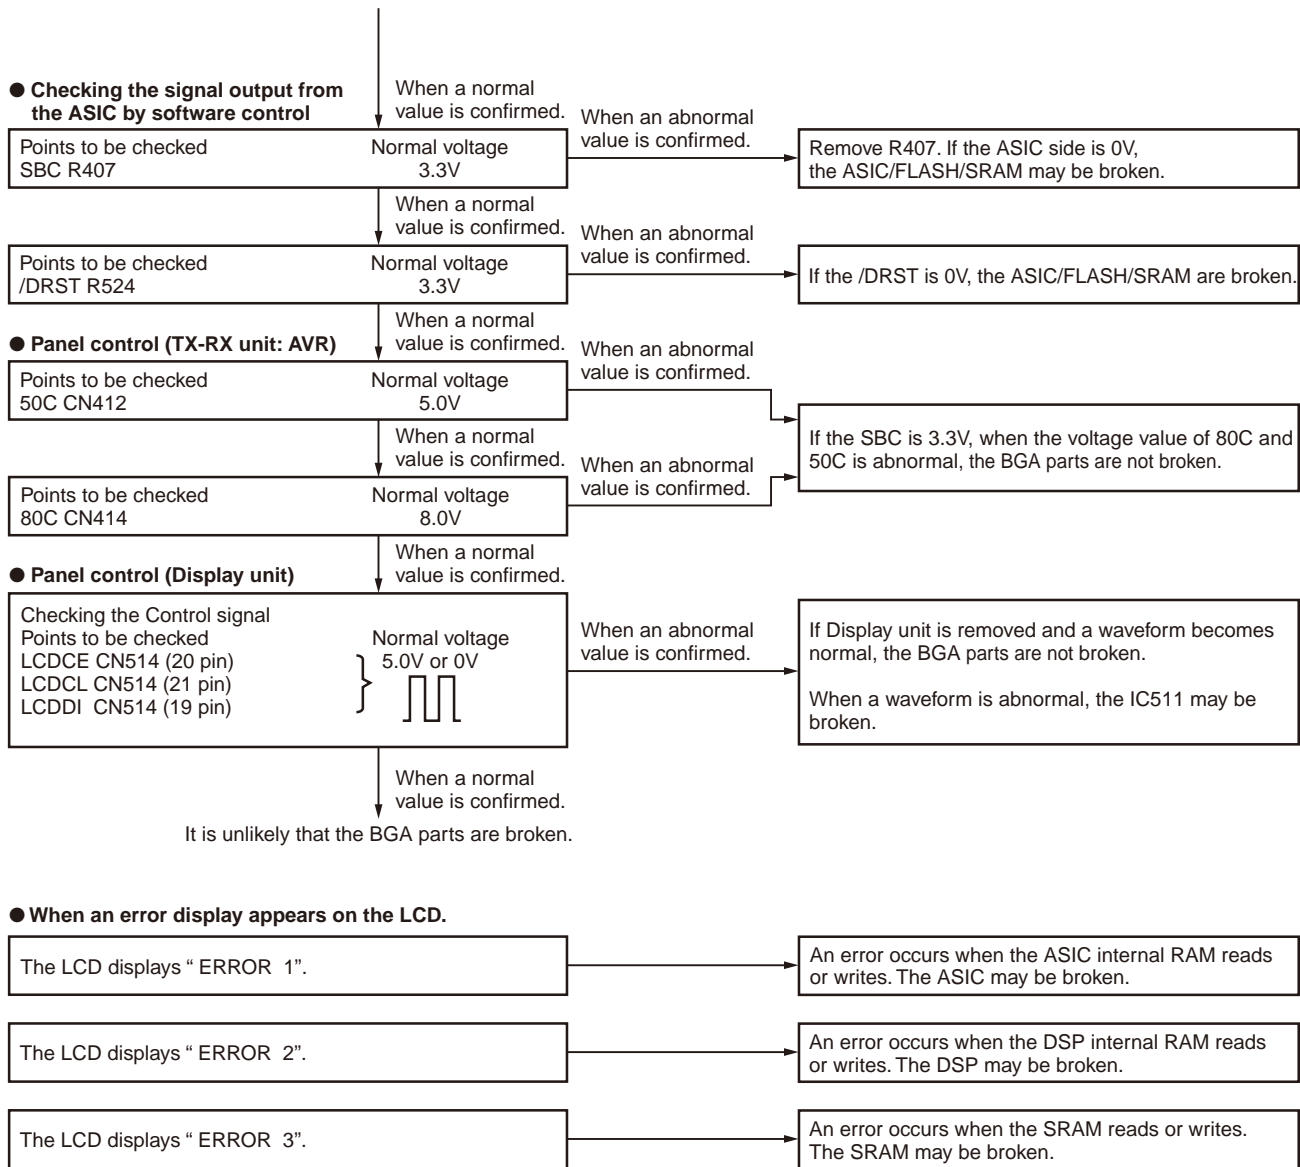 When a normal
value is confirmed.
● Checking the signal output from
the ASIC by software control
When an abnormal
value is confirmed.
Points to be checked Normal voltage
SBC R407 3.3V
Remove R407. If the ASIC side is 0V,
the ASIC/FLASH/SRAM may be broken.
When a normal
value is confirmed.
When an abnormal
value is confirmed.
Points to be checked Normal voltage
/DRST R524 3.3V
If the /DRST is 0V, the ASIC/FLASH/SRAM are broken.
When a normal
value is confirmed.
● Panel control (TX-RX unit: AVR)
When an abnormal
value is confirmed.
Points to be checked Normal voltage
50C CN412 5.0V
If the SBC is 3.3V, when the voltage value of 80C and
50C is abnormal, the BGA parts are not broken.
When a normal
value is confirmed.
When an abnormal
value is confirmed.
Points to be checked Normal voltage
80C CN414 8.0V
When a normal
value is confirmed.
● Panel control (Display unit)
Checking the Control signal
Points to be checked Normal voltage
LCDCE CN514 (20 pin) 5.0V or 0V
LCDCL CN514 (21 pin)
LCDDI CN514 (19 pin)
When an abnormal
value is confirmed.
If Display unit is removed and a waveform becomes
normal, the BGA parts are not broken.
When a waveform is abnormal, the IC511 may be
broken.
When a normal
value is confirmed.
It is unlikely that the BGA parts are broken.
● When an error display appears on the LCD.
The LCD displays “ ERROR 1”.
An error occurs when the ASIC internal RAM reads
or writes. The ASIC may be broken.
The LCD displays “ ERROR 2”.
An error occurs when the DSP internal RAM reads
or writes. The DSP may be broken.
The LCD displays “ ERROR 3”.
An error occurs when the SRAM reads or writes.
The SRAM may be broken.